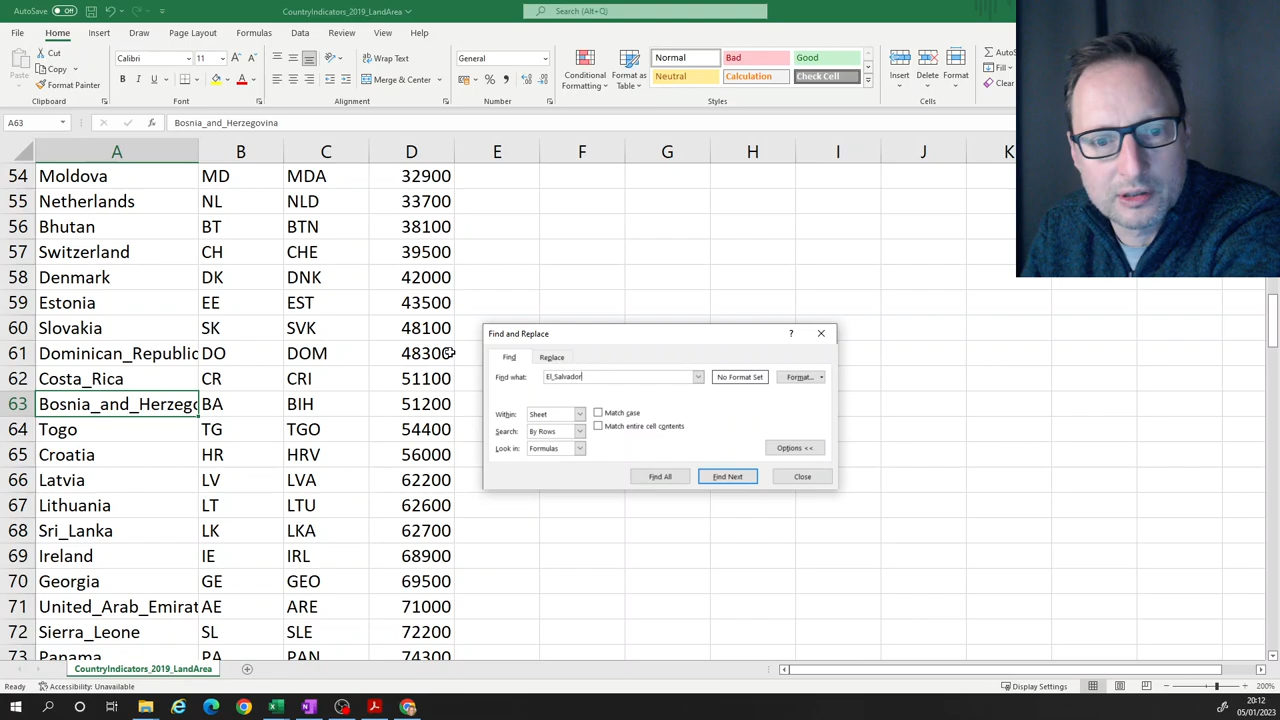 AutoSave Off
CountryIndicators_2019_LandArea
Search (Alt+Q)
File Home Insert Draw Page Layout Formulas Data Review View Help
Cut
Copy
Format Painter
Paste
Calibri 11
Wrap Text
Merge & Center
General
Conditional Formatting
Format as Table
Normal Bad Good
Neutral Calculation Check Cell
Insert Delete Format
Fill
Clear
Clipboard Font Alignment Number Styles Cells
A63 fx Bosnia_and_Herzegovina
A B C D E F G H I J K
54 Moldova MD MDA 32900
55 Netherlands NL NLD 33700
56 Bhutan BT BTN 38100
57 Switzerland CH CHE 39500
58 Denmark DK DNK 42000
59 Estonia EE EST 43500
60 Slovakia SK SVK 48100
61 Dominican_Republic DO DOM 48300
62 Costa_Rica CR CRI 51100
63 Bosnia_and_Herzego BA BIH 51200
64 Togo TG TGO 54400
65 Croatia HR HRV 56000
66 Latvia LV LVA 62200
67 Lithuania LT LTU 62600
68 Sri_Lanka LK LKA 62700
69 Ireland IE IRL 68900
70 Georgia GE GEO 69500
71 United_Arab_Emirat AE ARE 71000
72 Sierra_Leone SL SLE 72200
73 Panama PA PAN 74300
Find and Replace ?
Find Replace
Find what: El_Salvador No Format Set Format...
Within: Sheet Match case
Search: By Rows Match entire cell contents
Look in: Formulas Options <<
Find All Find Next Close
CountryIndicators_2019_LandArea
Ready Accessibility: Unavailable Display Settings 200%
20:12
05/01/2023